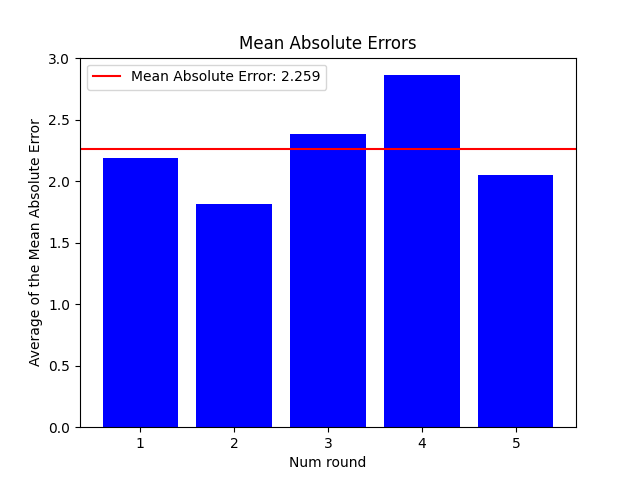 Mean Absolute Errors
Mean Absolute Error: 2.259
Average of the Mean Absolute Error
3.0
2.5
2.0
1.5
1.0
0.5
0.0
1 2 3 4 5
Num round